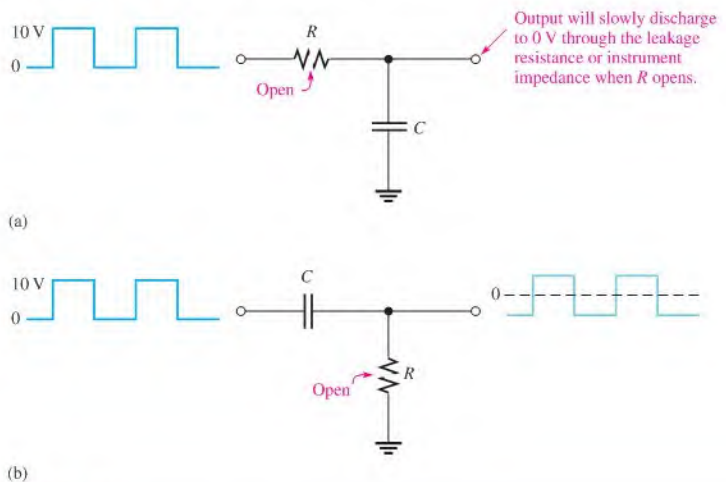 Output will slowly discharge
to 0 V through the leakage
resistance or instrument
impedance when R opens.
10 V
0
R
Open
C
(a)
10 V
0
C
0
R
Open
(b)